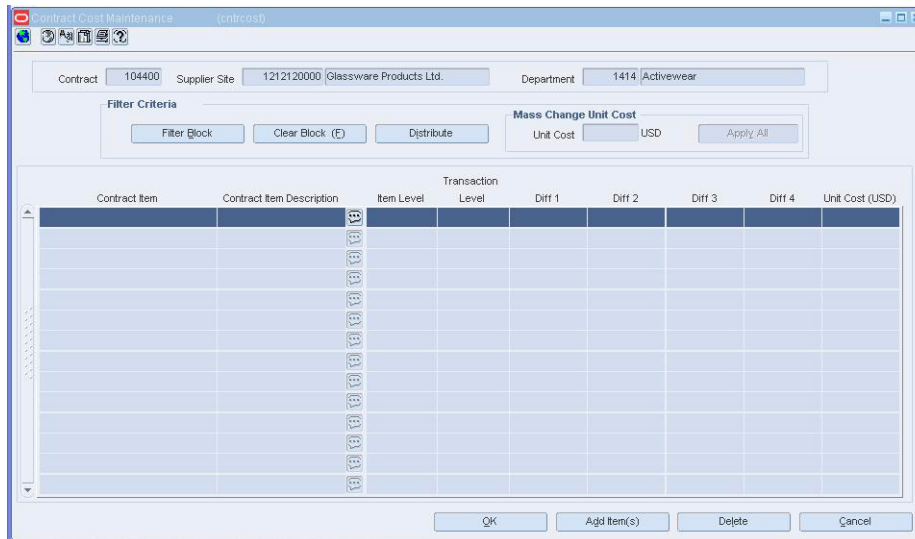 Contract Cost Maintenance (cntrcost)
Contract 104400 Supplier Site 1212120000 Glassware Products Ltd. Department 1414 Activewear
Filter Criteria
Mass Change Unit Cost
Filter Block Clear Block (F) Distribute Unit Cost USD Apply All
Transaction
Contract Item Contract Item Description Item Level Level Diff 1 Diff 2 Diff 3 Diff 4 Unit Cost (USD)
OK Add Item(s) Delete Cancel